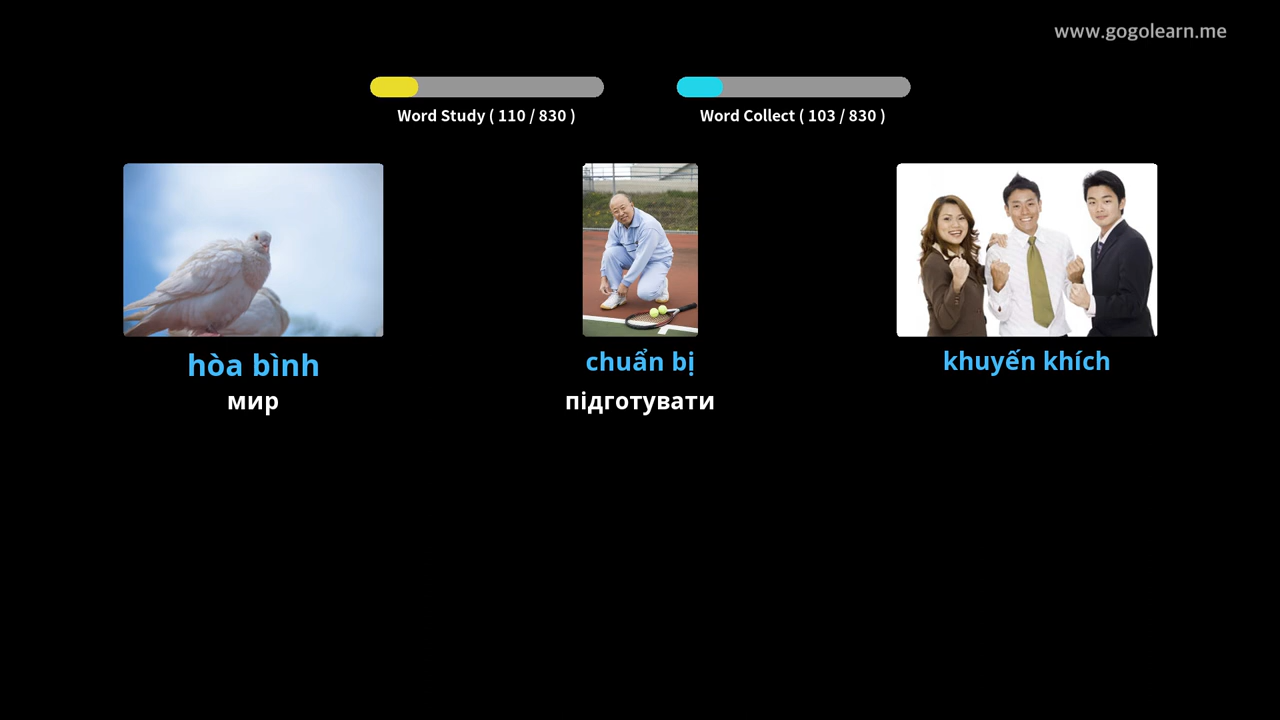 www.gogolearn.me
Word Study ( 110 / 830 )
Word Collect ( 103 / 830 )
hòa bình
мир
chuẩn bị
підготувати
khuyến khích